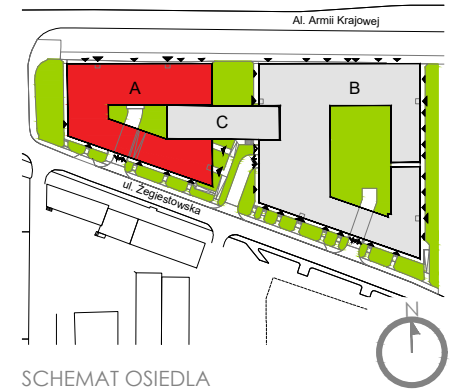 Al. Armii Krajowej
A
B
C
ul. Żegiestowska
N
SCHEMAT OSIEDLA